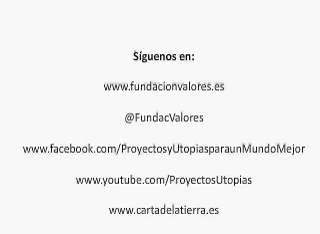 Síguenos en:
www.fundacionvalores.es
@FundacValores
www.facebook.com/ProyectosyUtopiasparaunMundoMejor
www.youtube.com/ProyectosUtopias
www.cartadelatierra.es